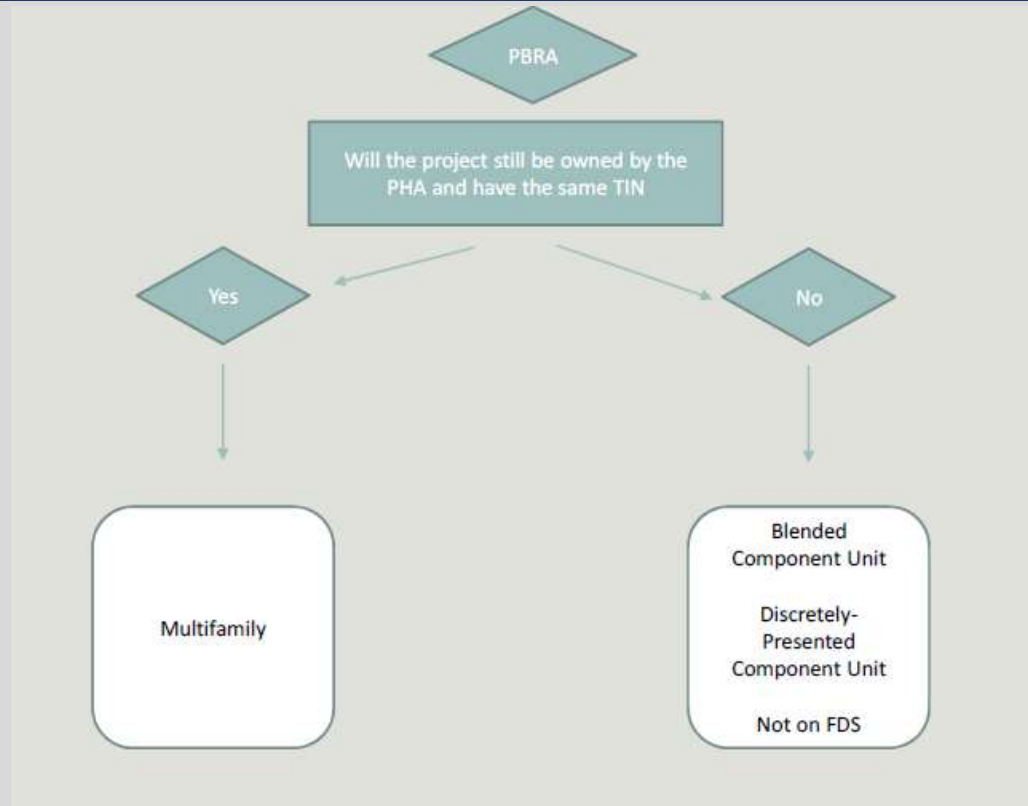 PBRA
Will the project still be owned by the
PHA and have the same TIN
Yes
No
Multifamily
Blended
Component Unit
Discretely-
Presented
Component Unit
Not on FDS